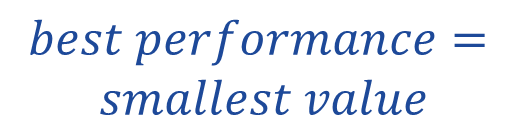 best performance =
smallest value